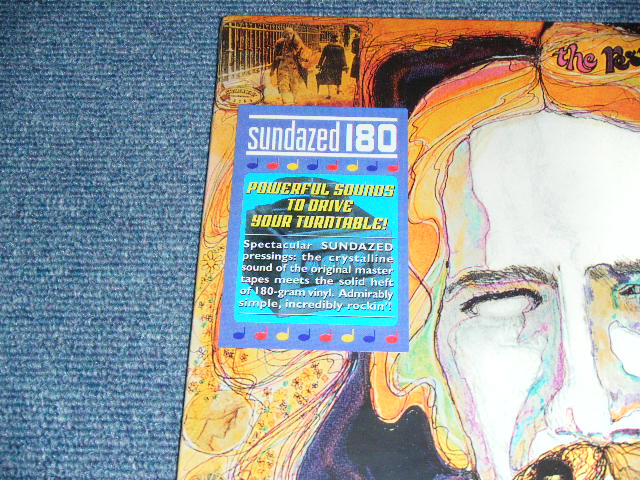 the
sundazed 180
POWERFUL SOUNDS
TO DRIVE
YOUR TURNTABLE!
Spectacular SUNDAZED
pressings: the crystalline
sound of the original master
tapes meets the solid heft
of 180-gram vinyl. Admirably
simple, incredibly rockin'!